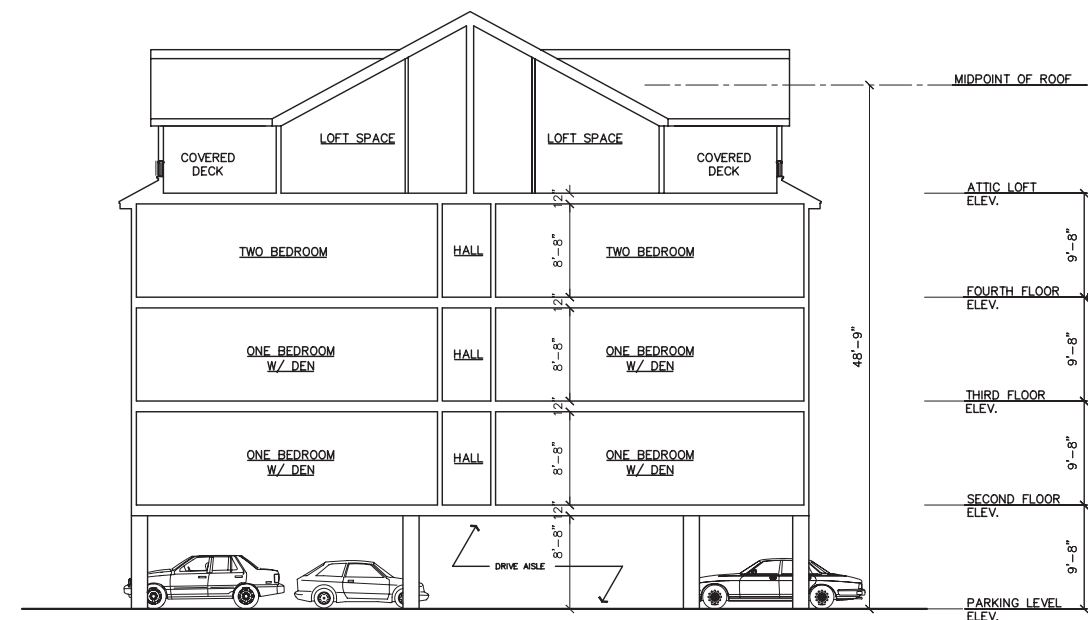 MIDPOINT OF ROOF
LOFT SPACE
LOFT SPACE
COVERED
DECK
COVERED
DECK
ATTIC LOFT
ELEV.
12"
TWO BEDROOM
HALL
8'-8"
TWO BEDROOM
9'-8"
FOURTH FLOOR
ELEV.
12"
ONE BEDROOM
W/ DEN
HALL
8'-8"
ONE BEDROOM
W/ DEN
48'-9"
9'-8"
THIRD FLOOR
ELEV.
12"
ONE BEDROOM
W/ DEN
HALL
8'-8"
ONE BEDROOM
W/ DEN
9'-8"
SECOND FLOOR
ELEV.
12"
8'-8"
DRIVE AISLE
9'-8"
PARKING LEVEL
ELEV.